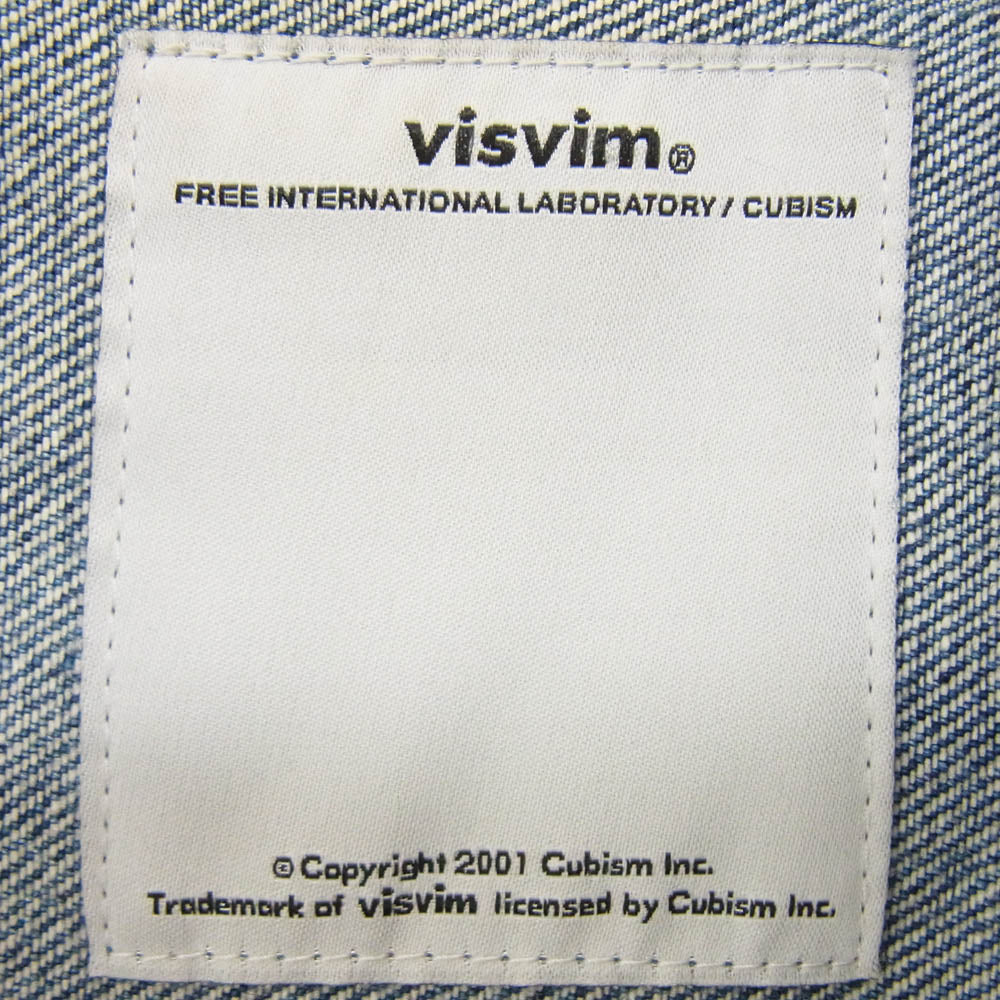 visvim®
FREE INTERNATIONAL LABORATORY / CUBISM
© Copyright 2001 Cubism Inc.
Trademark of visvim licensed by Cubism Inc.